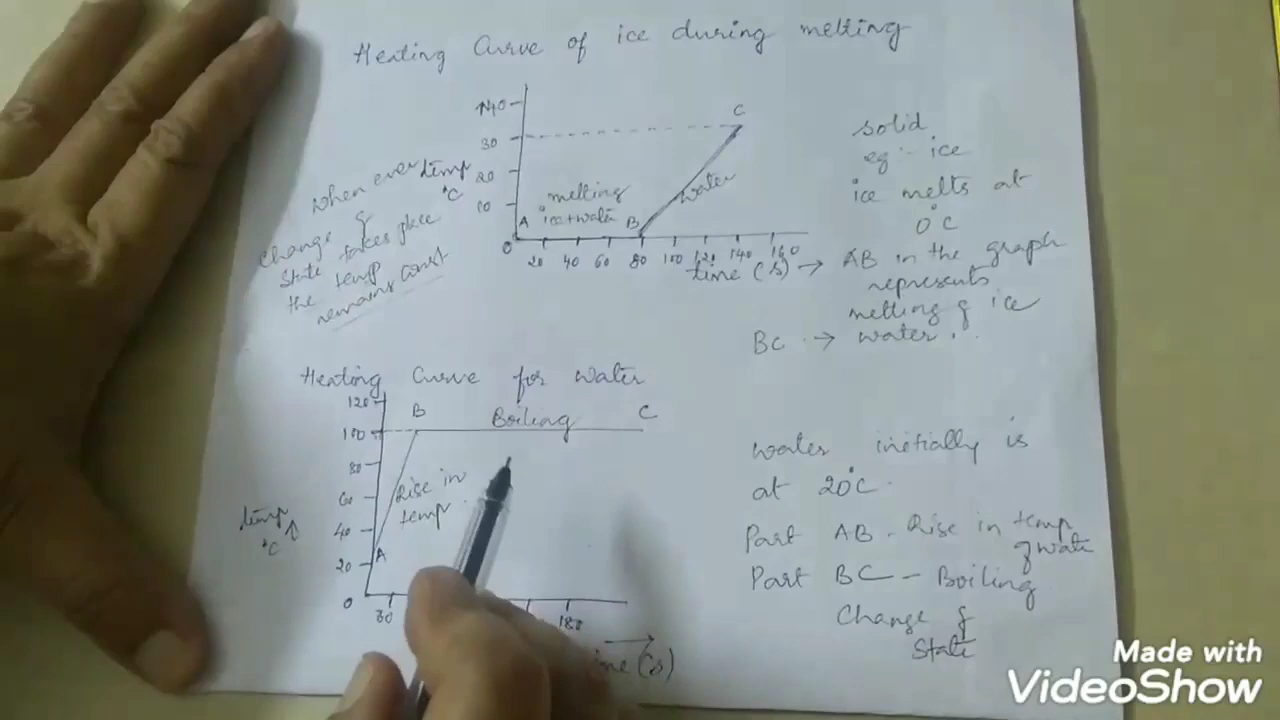 Heating Curve of ice during melting
40
30
20
10
0
temp
°C
A
melting
ice+water
B
water
C
20 40 60 80 100 120 140 160
time (s) →
when ever
change of
state takes place
the temp
remains const
solid
eg:- ice
ice melts at
0°C
AB in the graph
represents
melting of ice
BC → water.
Heating Curve for water
120
100
80
60
40
20
0
temp ↑
°C
B
Boiling
C
Rise in
temp.
A
180
(s)
water initially is
at 20°C.
Part AB - Rise in temp
Part BC - Boiling
Change of
State
Made with
VideoShow